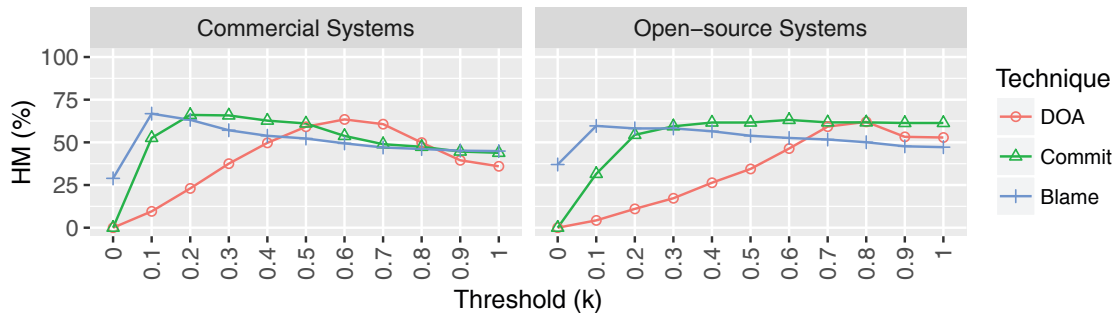 Commercial Systems
Open−source Systems
HM (%)
100
75
50
25
0
0 0.1 0.2 0.3 0.4 0.5 0.6 0.7 0.8 0.9 1
0 0.1 0.2 0.3 0.4 0.5 0.6 0.7 0.8 0.9 1
Threshold (k)
Technique
DOA
Commit
Blame